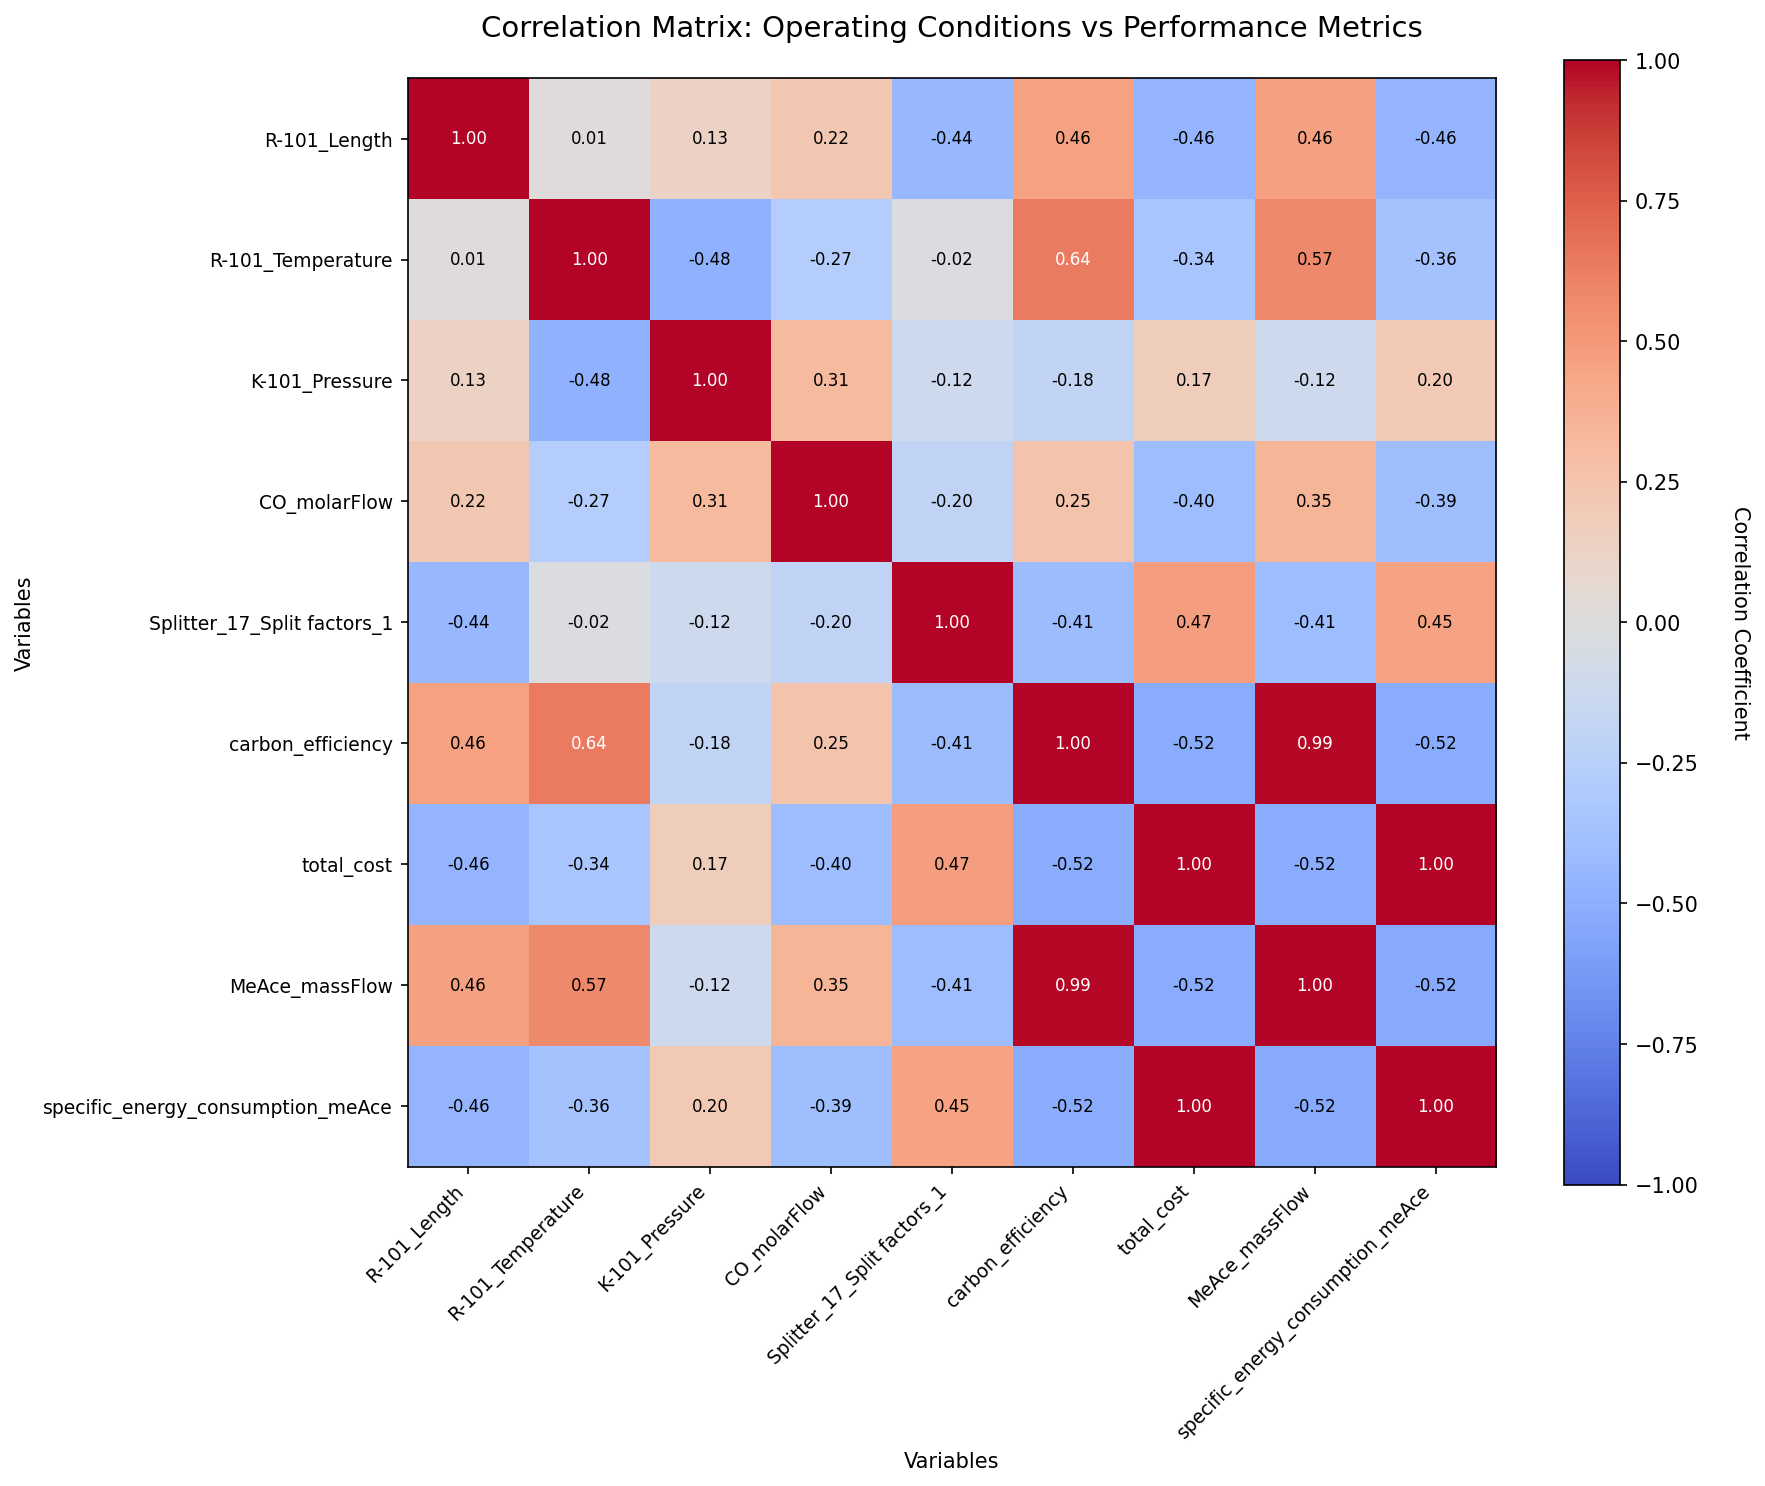 Correlation Matrix: Operating Conditions vs Performance Metrics
R-101_Length 1.00 0.01 0.13 0.22 -0.44 0.46 -0.46 0.46 -0.46
R-101_Temperature 0.01 1.00 -0.48 -0.27 -0.02 0.64 -0.34 0.57 -0.36
K-101_Pressure 0.13 -0.48 1.00 0.31 -0.12 -0.18 0.17 -0.12 0.20
CO_molarFlow 0.22 -0.27 0.31 1.00 -0.20 0.25 -0.40 0.35 -0.39
Splitter_17_Split factors_1 -0.44 -0.02 -0.12 -0.20 1.00 -0.41 0.47 -0.41 0.45
carbon_efficiency 0.46 0.64 -0.18 0.25 -0.41 1.00 -0.52 0.99 -0.52
total_cost -0.46 -0.34 0.17 -0.40 0.47 -0.52 1.00 -0.52 1.00
MeAce_massFlow 0.46 0.57 -0.12 0.35 -0.41 0.99 -0.52 1.00 -0.52
specific_energy_consumption_meAce -0.46 -0.36 0.20 -0.39 0.45 -0.52 1.00 -0.52 1.00
Variables
R-101_Length
R-101_Temperature
K-101_Pressure
CO_molarFlow
Splitter_17_Split factors_1
carbon_efficiency
total_cost
MeAce_massFlow
specific_energy_consumption_meAce
Variables
1.00
0.75
0.50
0.25
0.00
−0.25
−0.50
−0.75
−1.00
Correlation Coefficient